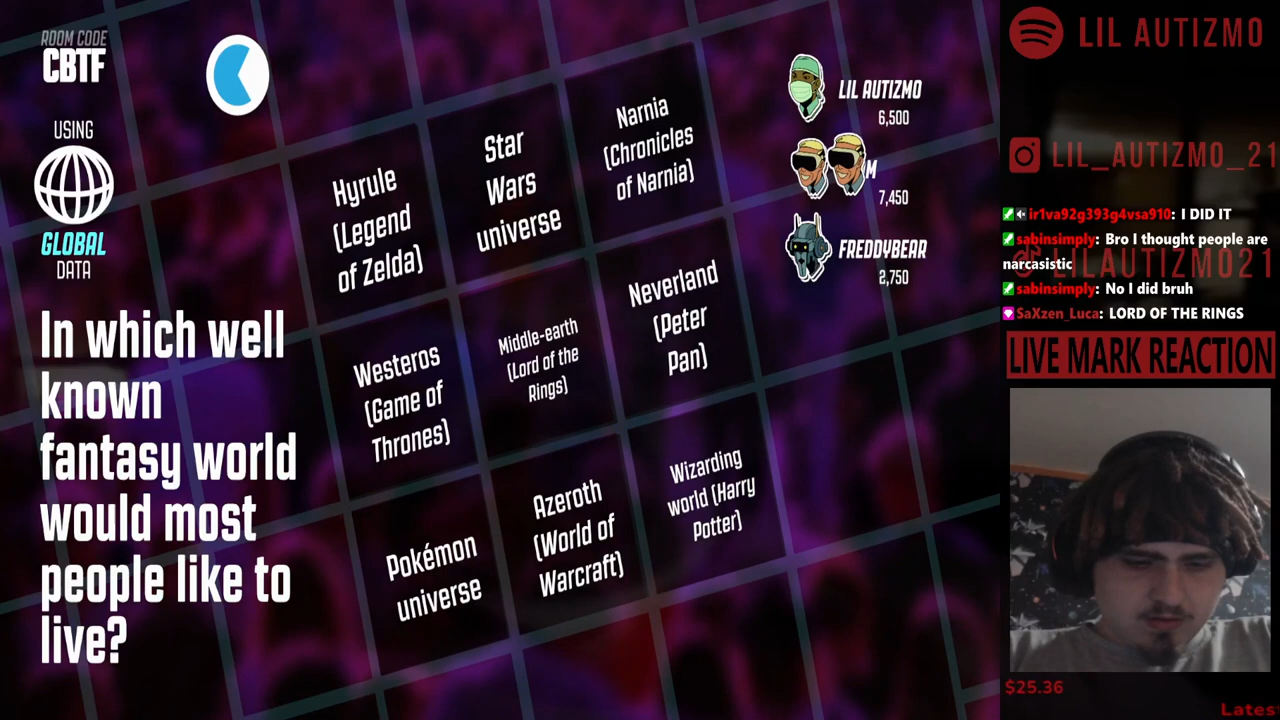 ROOM CODE
CBTF
USING
GLOBAL
DATA
In which well
known
fantasy world
would most
people like to
live?
Hyrule
(Legend
of Zelda)
Star
Wars
universe
Narnia
(Chronicles
of Narnia)
Westeros
(Game of
Thrones)
Middle-earth
(Lord of the
Rings)
Neverland
(Peter
Pan)
Pokémon
universe
Azeroth
(World of
Warcraft)
Wizarding
world (Harry
Potter)
LIL AUTIZMO
6,500
M
7,450
FREDDYBEAR
2,750
LIL AUTIZMO
LIL_AUTIZMO_21
ir1va92g393g4vsa910: I DID IT
sabinsimply: Bro I thought people are
narcasistic
LILAUTIZMO21
sabinsimply: No I did bruh
SaXzen_Luca: LORD OF THE RINGS
LIVE MARK REACTION
$25.36
Lates